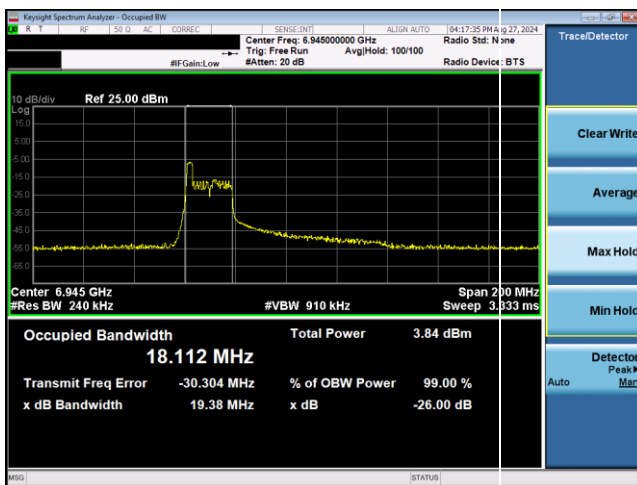 Keysight Spectrum Analyzer - Occupied BW
R T RF 50 Ω AC CORREC SENSE:INT ALIGN AUTO 04:17:35 PM Aug 27, 2024
Center Freq: 6.945000000 GHz Radio Std: None
Trig: Free Run Avg|Hold: 100/100
#IFGain:Low #Atten: 20 dB Radio Device: BTS
10 dB/div Ref 25.00 dBm
Log
15.0
5.00
-5.00
-15.0
-25.0
-35.0
-45.0
-55.0
-65.0
Center 6.945 GHz Span 200 MHz
#Res BW 240 kHz #VBW 910 kHz Sweep 3.333 ms
Occupied Bandwidth Total Power 3.84 dBm
18.112 MHz
Transmit Freq Error -30.304 MHz % of OBW Power 99.00 %
x dB Bandwidth 19.38 MHz x dB -26.00 dB
MSG STATUS
Trace/Detector
Clear Write
Average
Max Hold
Min Hold
Detector
Peak
Auto Man